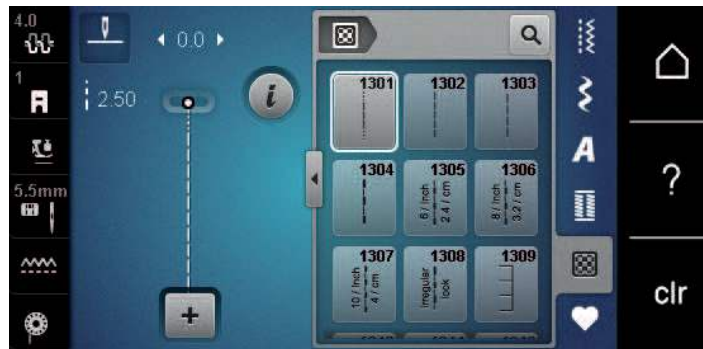 4.0
0.0
1
2.50
i
5.5mm
1301
1302
1303
1304
1305
6 / Inch
2.4 / cm
1306
8 / Inch
3.2 / cm
1307
10 / Inch
4 / cm
1308
irregular
look
1309
A
?
+
clr